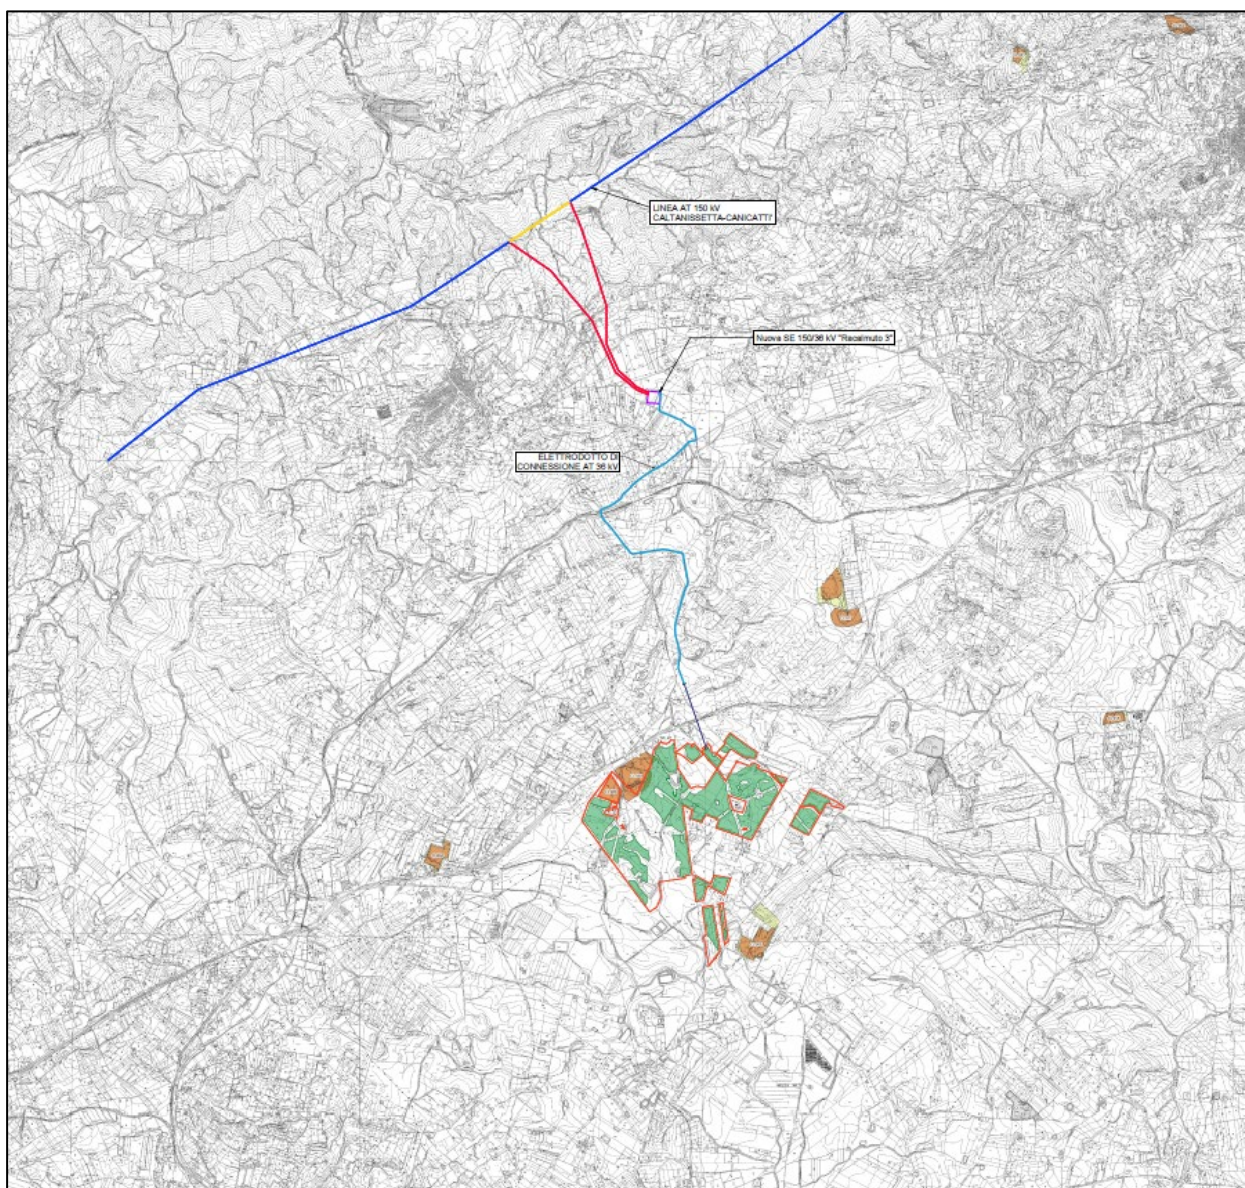 LINEA AT 150 kV
CALTANISSETTA-CANICATTI'
Nuova SE 150/36 kV "Racalmuto 3"
ELETTRODOTTO DI
CONNESSIONE AT 36 kV